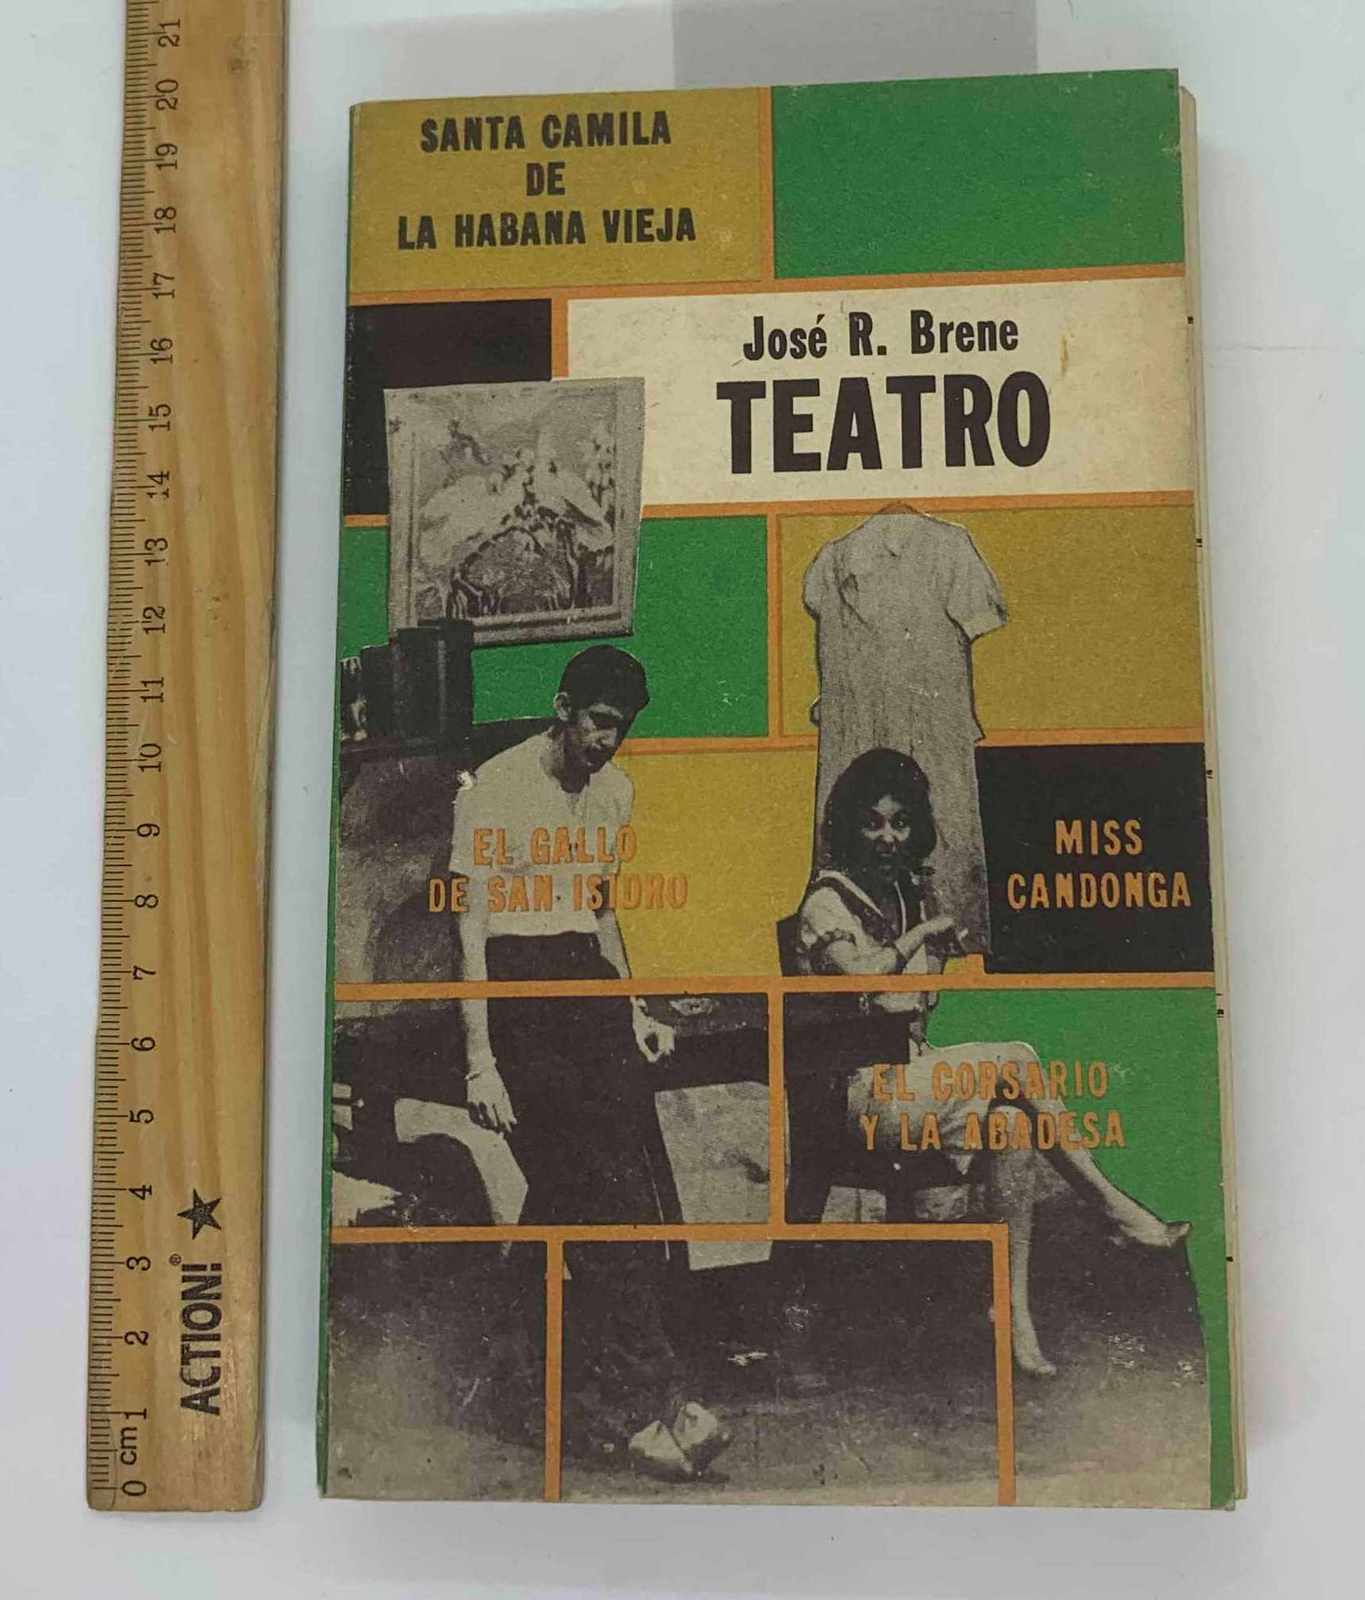 SANTA CAMILA
DE
LA HABANA VIEJA
José R. Brene
TEATRO
EL GALLO
DE SAN ISIDRO
MISS
CANDONGA
EL CORSARIO
Y LA ABADESA
0 cm 1 2 3 4 5 6 7 8 9 10 11 12 13 14 15 16 17 18 19 20 21
ACTION!® ★